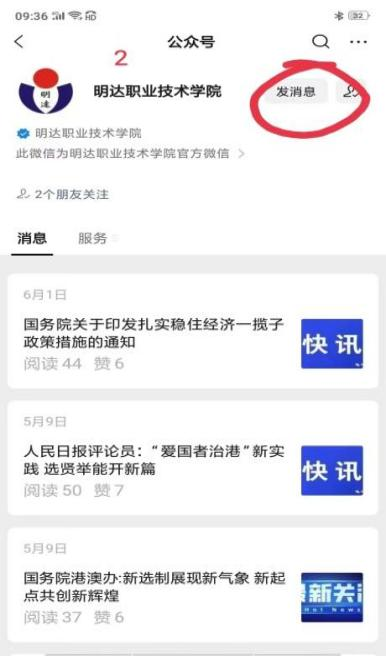 09:36
32
公众号
2
明达
明达职业技术学院
发消息
明达职业技术学院
此微信为明达职业技术学院官方微信
2个朋友关注
消息 服务
6月1日
国务院关于印发扎实稳住经济一揽子
政策措施的通知
快讯
阅读 44 赞 6
5月9日
人民日报评论员：“爱国者治港”新实
践 选贤举能开新篇
快讯
阅读 50 赞 7
5月9日
国务院港澳办:新选制展现新气象 新起
点共创新辉煌
最新关注
Hot News
阅读 37 赞 6